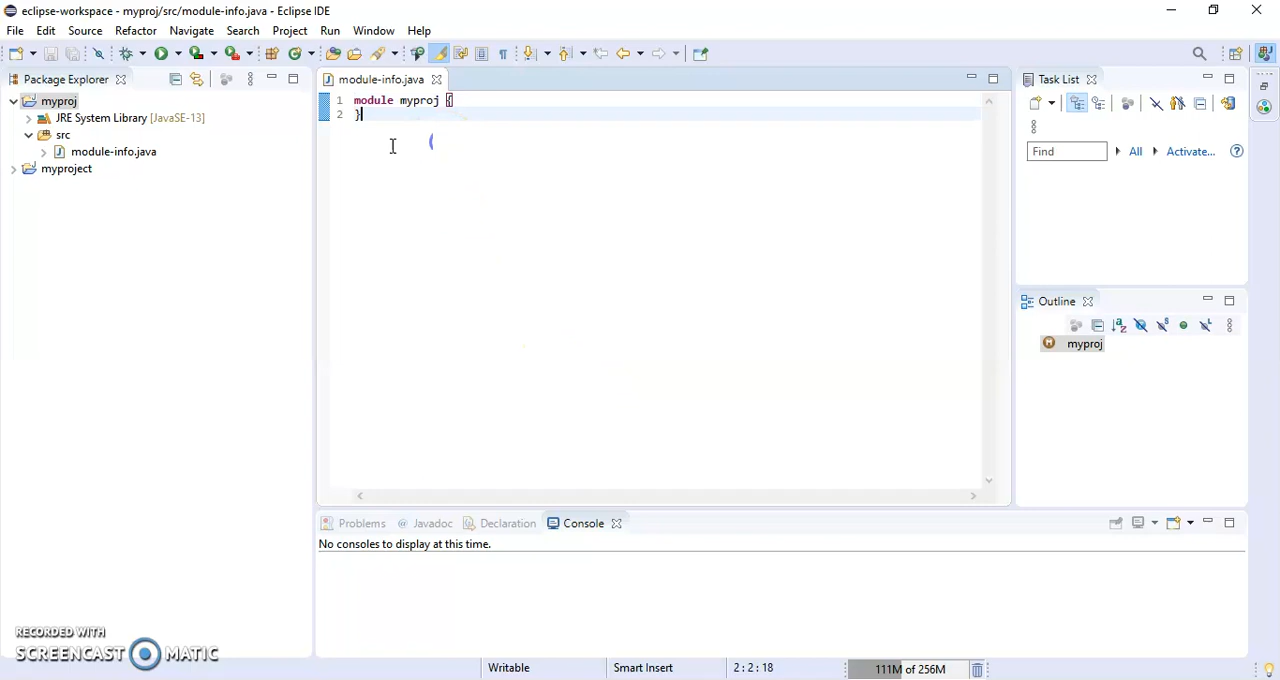 eclipse-workspace - myproj/src/module-info.java - Eclipse IDE
File Edit Source Refactor Navigate Search Project Run Window Help
Package Explorer
module-info.java
Task List
myproj
JRE System Library [JavaSE-13]
src
module-info.java
myproject
1 module myproj {
2 }
Find All Activate...
Outline
myproj
Problems Javadoc Declaration Console
No consoles to display at this time.
RECORDED WITH
SCREENCAST MATIC
Writable Smart Insert 2:2:18 111M of 256M